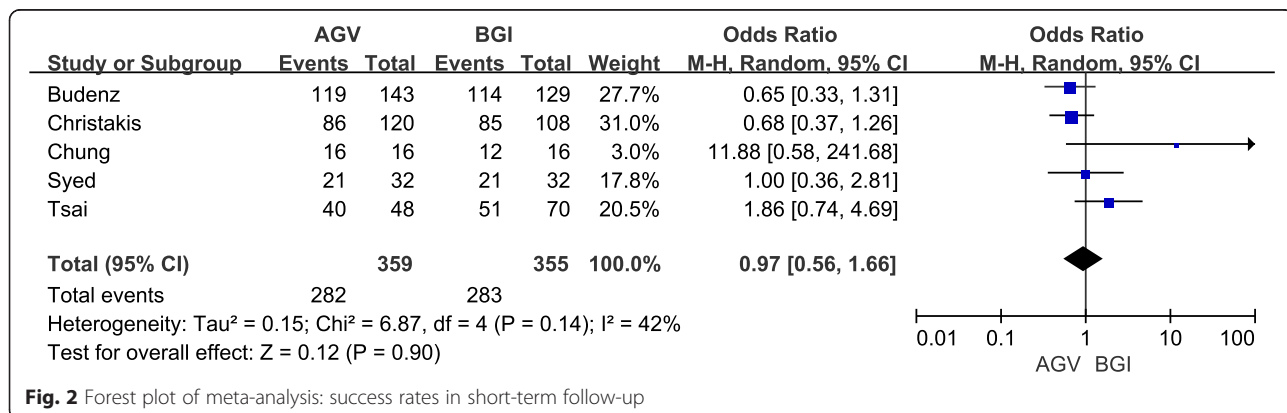 AGV BGI Odds Ratio Odds Ratio
Study or Subgroup Events Total Events Total Weight M-H, Random, 95% CI M-H, Random, 95% CI
Budenz 119 143 114 129 27.7% 0.65 [0.33, 1.31]
Christakis 86 120 85 108 31.0% 0.68 [0.37, 1.26]
Chung 16 16 12 16 3.0% 11.88 [0.58, 241.68]
Syed 21 32 21 32 17.8% 1.00 [0.36, 2.81]
Tsai 40 48 51 70 20.5% 1.86 [0.74, 4.69]
Total (95% CI) 359 355 100.0% 0.97 [0.56, 1.66]
Total events 282 283
Heterogeneity: Tau² = 0.15; Chi² = 6.87, df = 4 (P = 0.14); I² = 42%
Test for overall effect: Z = 0.12 (P = 0.90)
0.01 0.1 1 10 100
AGV BGI
Fig. 2 Forest plot of meta-analysis: success rates in short-term follow-up